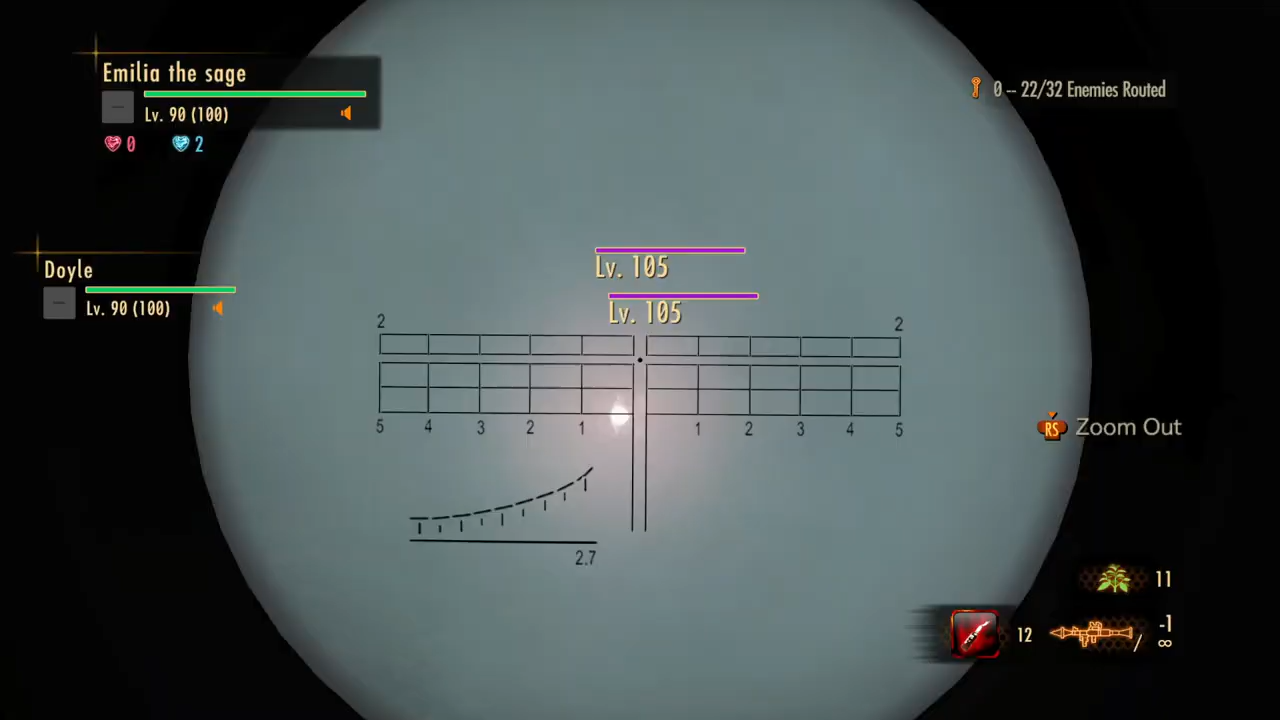 Emilia the sage
Lv. 90 (100)
0
2
0 -- 22/32 Enemies Routed
Doyle
Lv. 90 (100)
Lv. 105
Lv. 105
2
2
5 4 3 2 1 1 2 3 4 5
RS Zoom Out
2.7
11
12
-1
/ ∞